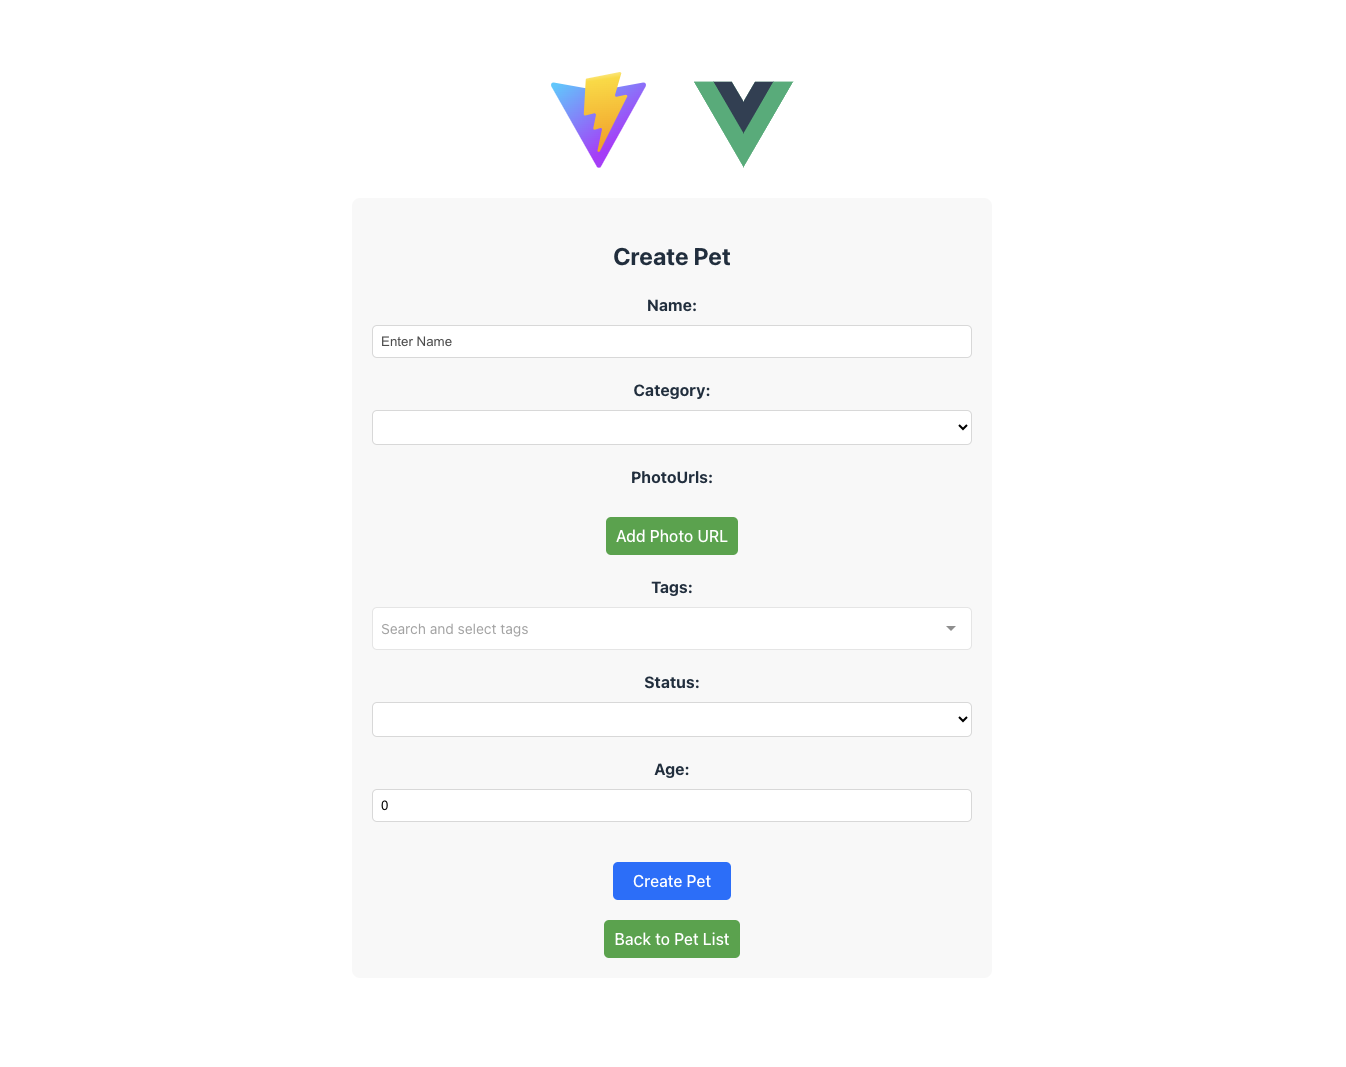 Create Pet
Name:
Enter Name
Category:
PhotoUrls:
Add Photo URL
Tags:
Search and select tags
Status:
Age:
0
Create Pet
Back to Pet List